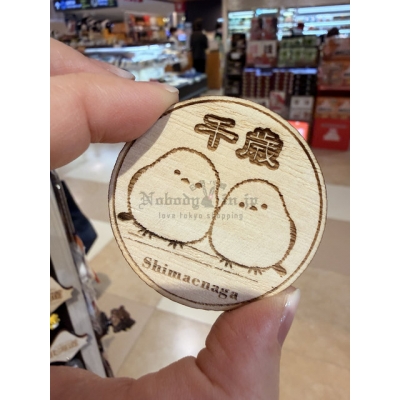 千歳
Nobody& in.jp
love tokyo shopping
Shimaenaga